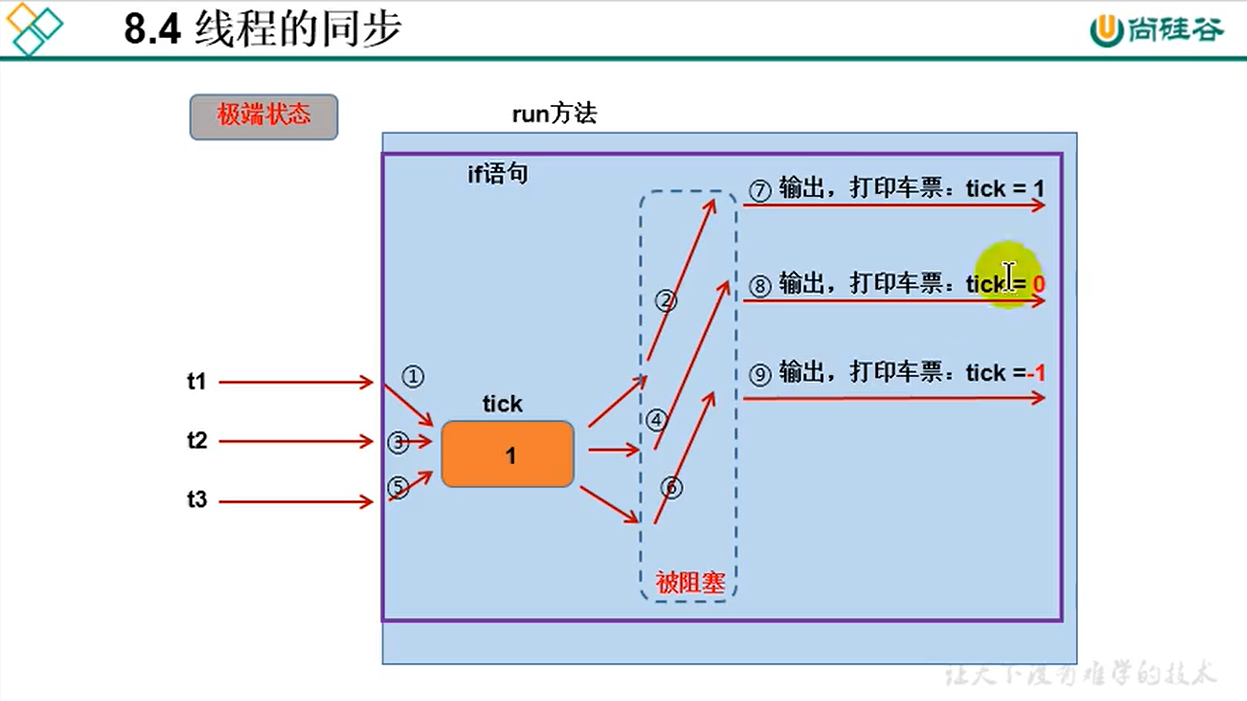 8.4 线程的同步
尚硅谷
极端状态
run方法
if语句
⑦ 输出，打印车票：tick = 1
②
⑧ 输出，打印车票：tick = 0
t1
①
⑨ 输出，打印车票：tick =-1
tick
④
t2
③
1
t3
⑤
⑥
被阻塞
让天下没有难学的技术